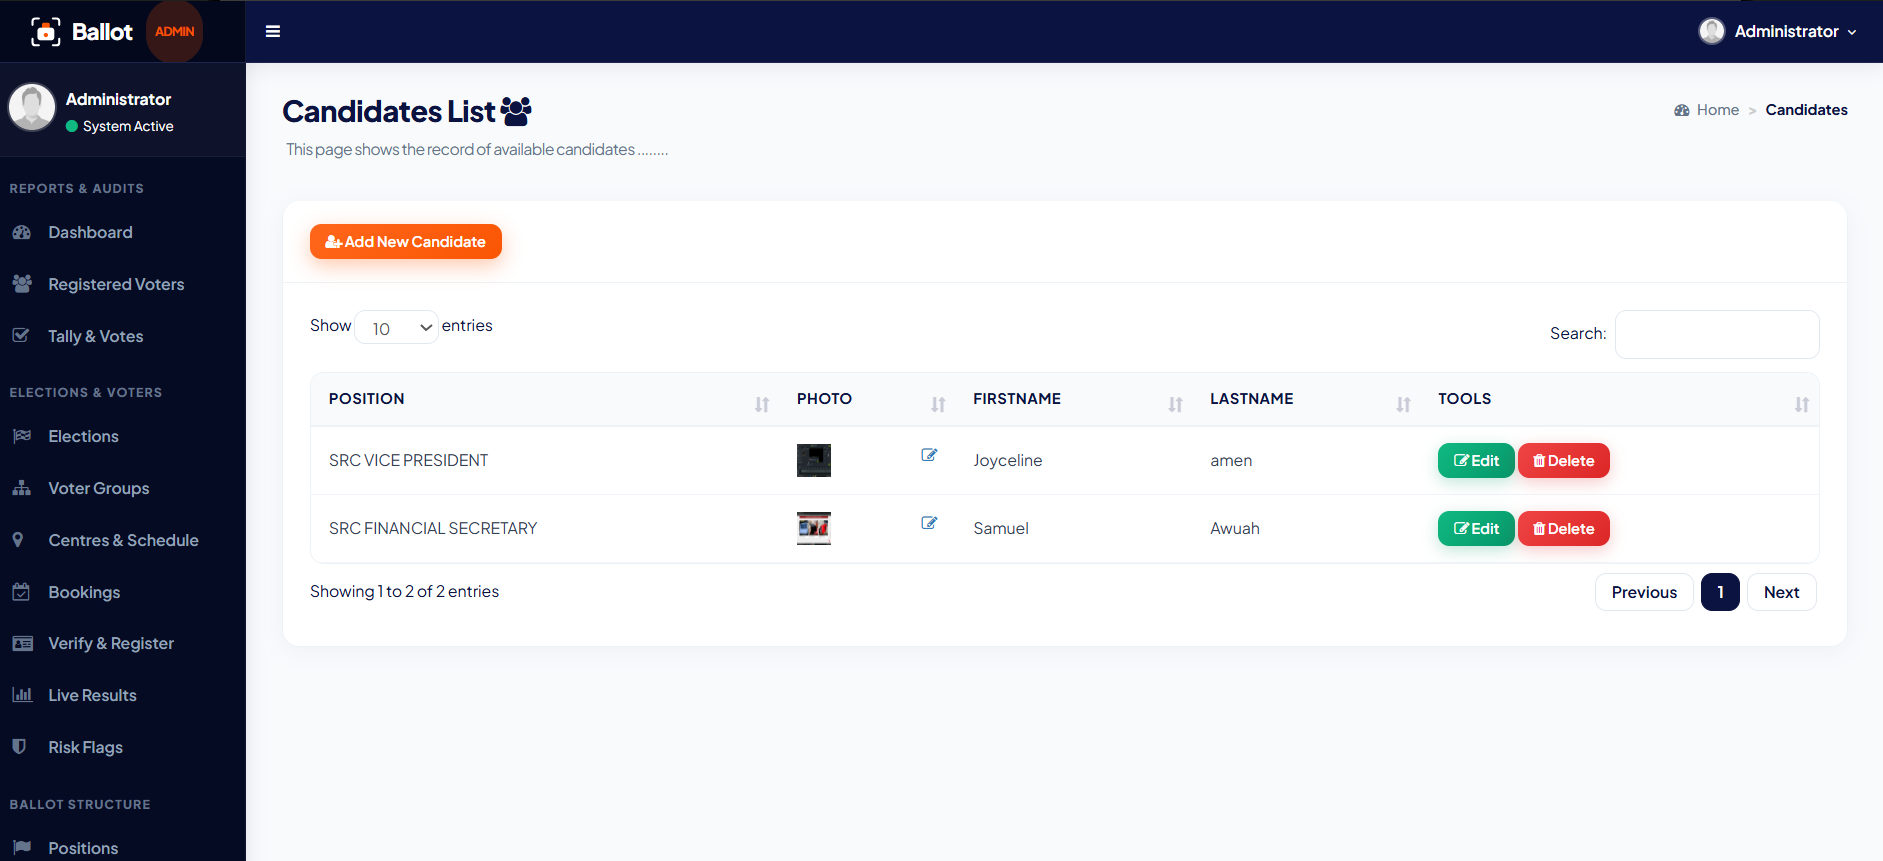 Ballot ADMIN
Administrator
Administrator
System Active
REPORTS & AUDITS
Dashboard
Registered Voters
Tally & Votes
ELECTIONS & VOTERS
Elections
Voter Groups
Centres & Schedule
Bookings
Verify & Register
Live Results
Risk Flags
BALLOT STRUCTURE
Positions
Candidates List
Home > Candidates
This page shows the record of available candidates ........
Add New Candidate
Show 10 entries
Search:
POSITION PHOTO FIRSTNAME LASTNAME TOOLS
SRC VICE PRESIDENT Joyceline amen Edit Delete
SRC FINANCIAL SECRETARY Samuel Awuah Edit Delete
Showing 1 to 2 of 2 entries
Previous 1 Next